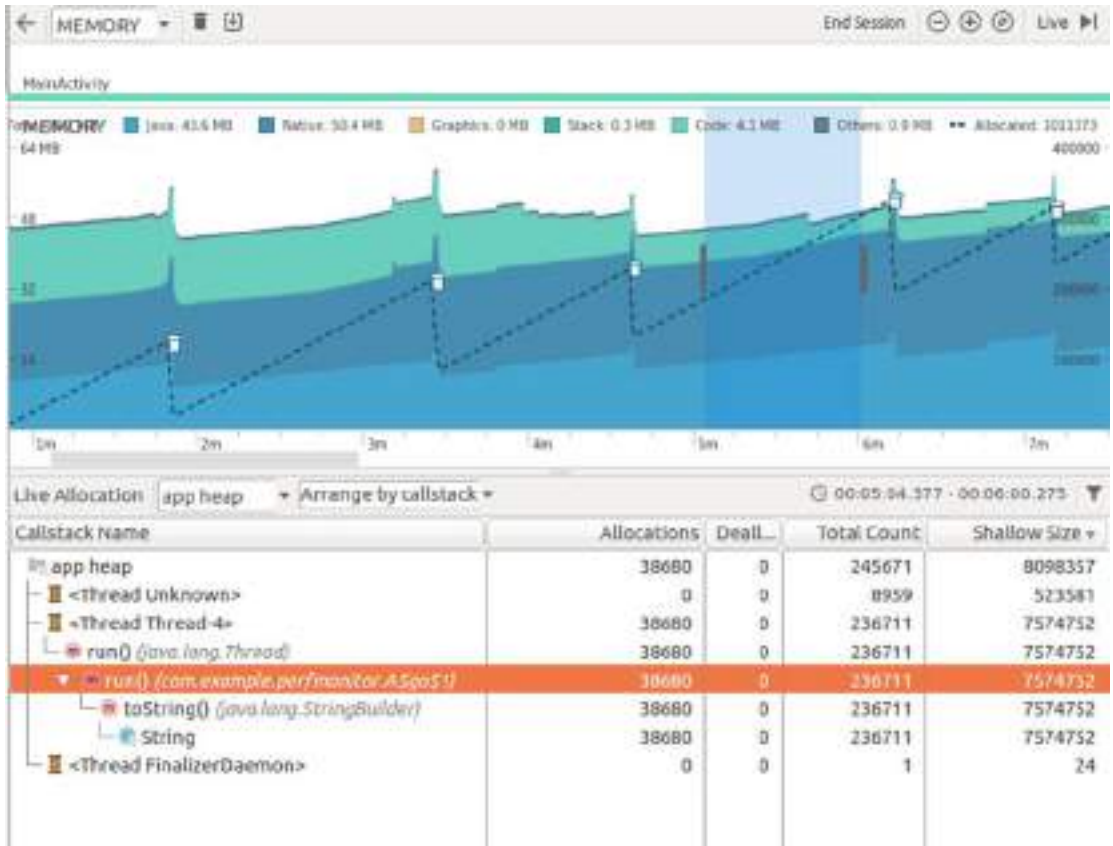 MEMORY
End Session
Live
MainActivity
MEMORY Java: 43.6 MB Native: 50.4 MB Graphics: 0 MB Stack: 0.3 MB Code: 4.1 MB Others: 0.9 MB Allocated: 1011373
64 MB 400000
48
32 200000
1m 2m 3m 4m 5m 6m 7m
Live Allocation app heap Arrange by callstack 00:05:04.377 - 00:06:00.275
Callstack Name Allocations Deall... Total Count Shallow Size
app heap 38680 0 245671 8098357
<Thread Unknown> 0 0 8959 523581
<Thread Thread-4> 38680 0 236711 7574752
run() (java.lang.Thread) 38680 0 236711 7574752
run() (com.example.perfmonitor.A$go$1) 38680 0 236711 7574752
toString() (java.lang.StringBuilder) 38680 0 236711 7574752
String 38680 0 236711 7574752
<Thread FinalizerDaemon> 0 0 1 24